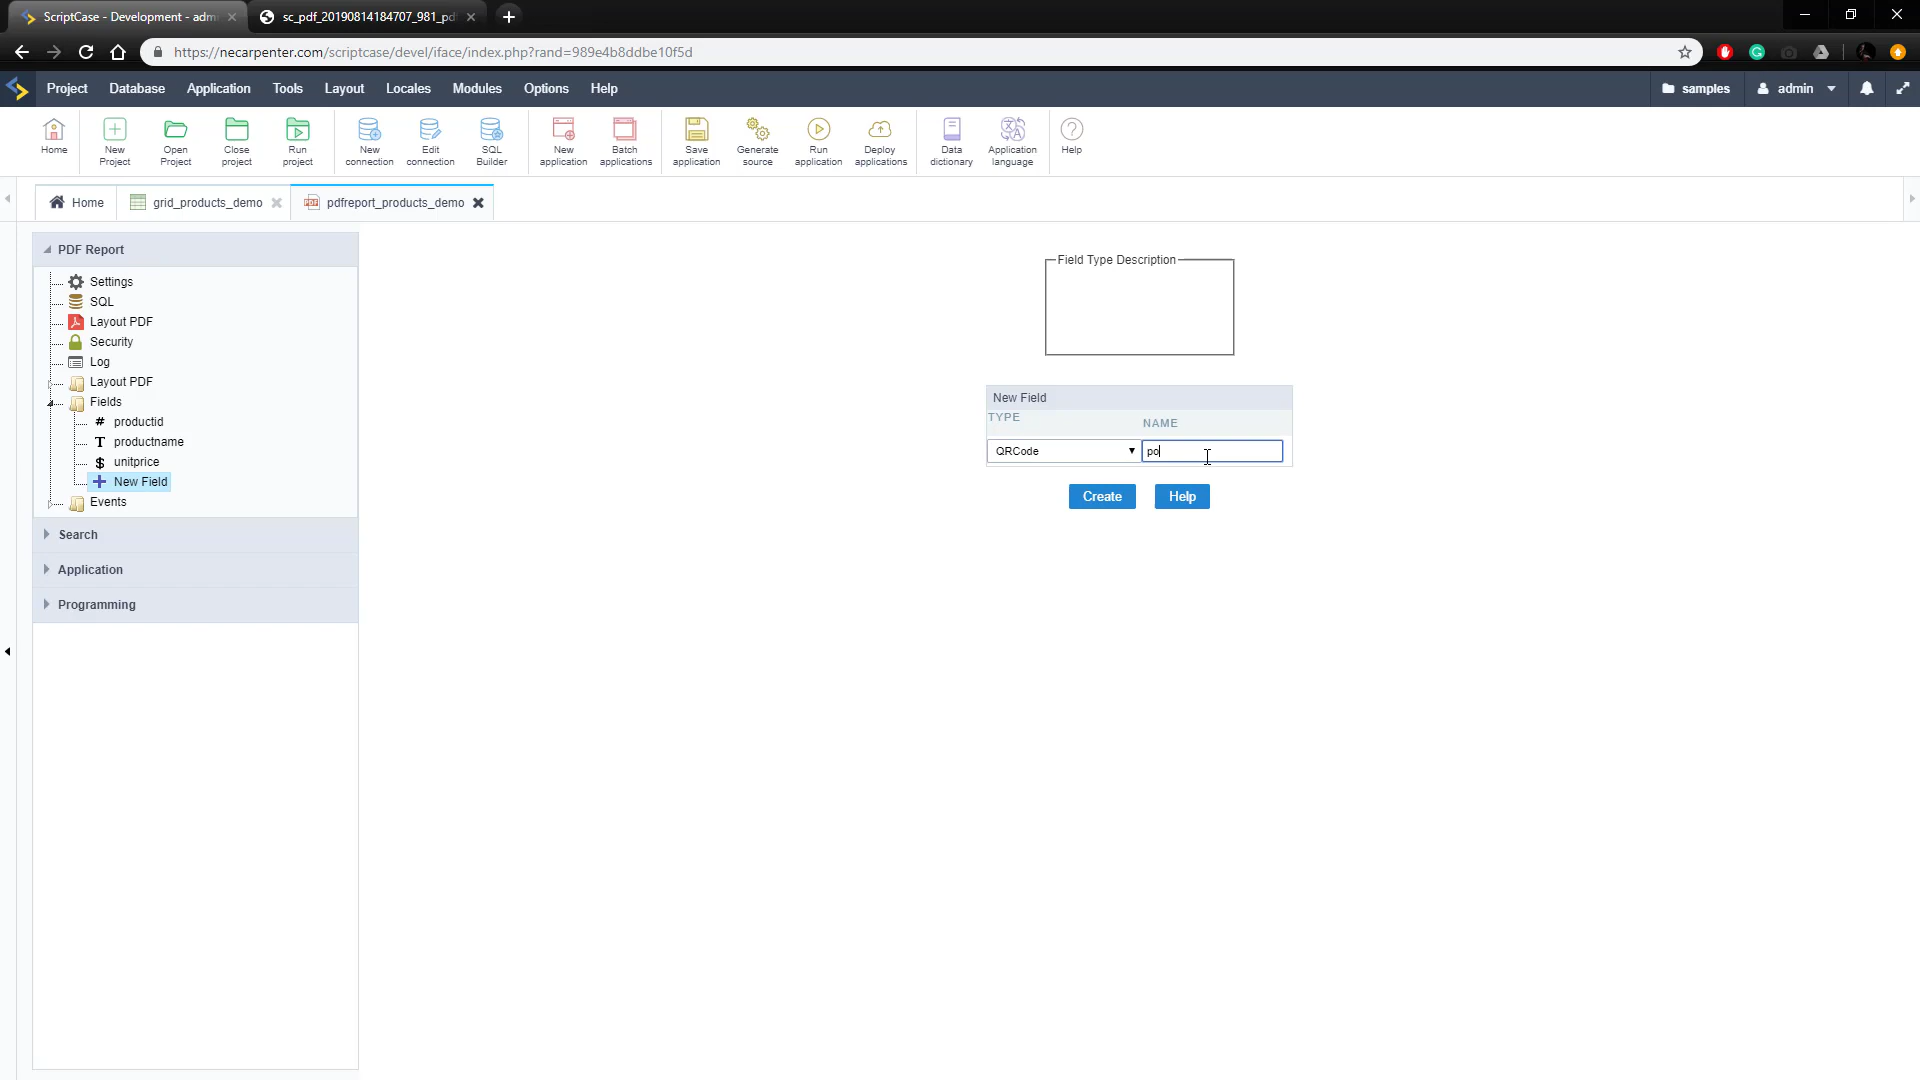 ScriptCase - Development - adm
sc_pdf_20190814184707_981_pd
https://necarpenter.com/scriptcase/devel/iface/index.php?rand=989e4b8ddbe10f5d
Project Database Application Tools Layout Locales Modules Options Help
samples admin
Home
New Project
Open Project
Close project
Run project
New connection
Edit connection
SQL Builder
New application
Batch applications
Save application
Generate source
Run application
Deploy applications
Data dictionary
Application language
Help
Home grid_products_demo pdfreport_products_demo
PDF Report
Settings
SQL
Layout PDF
Security
Log
Layout PDF
Fields
# productid
T productname
$ unitprice
New Field
Events
Search
Application
Programming
Field Type Description
New Field
TYPE NAME
QRCode po
Create Help